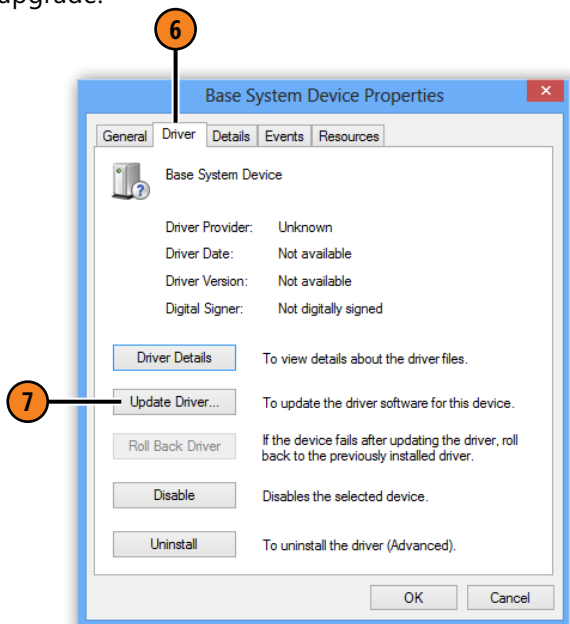 upgrade.
6
Base System Device Properties
General Driver Details Events Resources
Base System Device
Driver Provider: Unknown
Driver Date: Not available
Driver Version: Not available
Digital Signer: Not digitally signed
Driver Details To view details about the driver files.
7
Update Driver... To update the driver software for this device.
Roll Back Driver If the device fails after updating the driver, roll
back to the previously installed driver.
Disable Disables the selected device.
Uninstall To uninstall the driver (Advanced).
OK Cancel